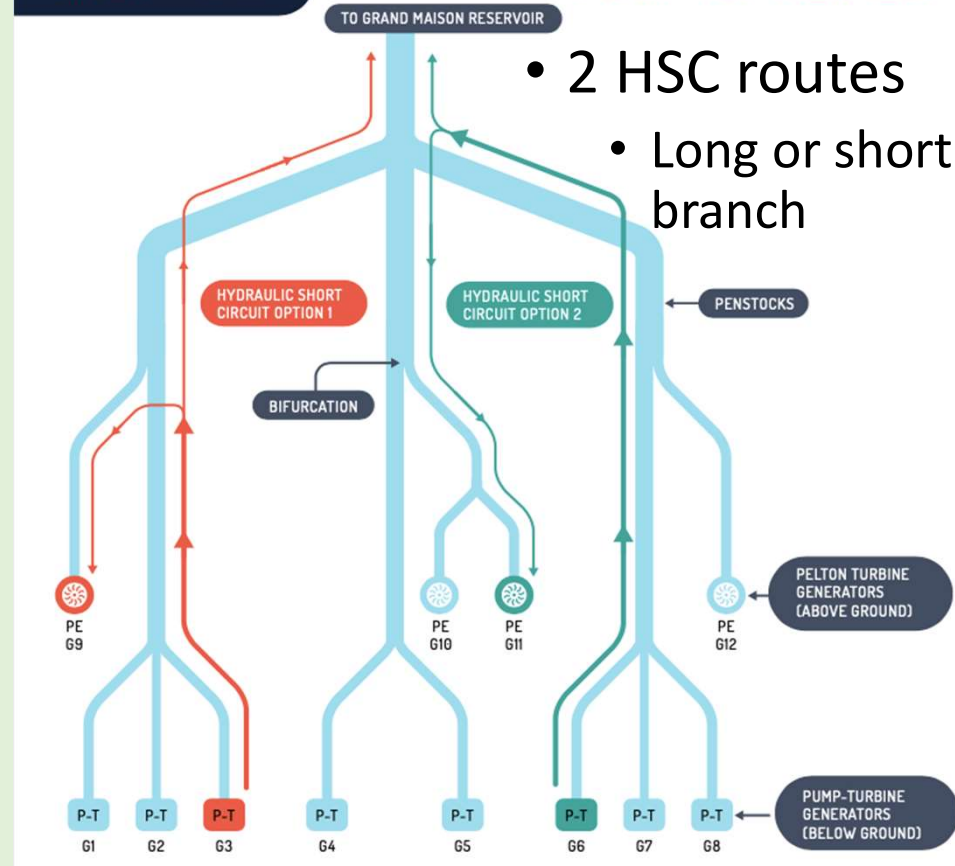 TO GRAND MAISON RESERVOIR
• 2 HSC routes
• Long or short
branch
HYDRAULIC SHORT
CIRCUIT OPTION 1
HYDRAULIC SHORT
CIRCUIT OPTION 2
PENSTOCKS
BIFURCATION
PELTON TURBINE
GENERATORS
(ABOVE GROUND)
PE
G9
PE
G10
PE
G11
PE
G12
P-T
G1
P-T
G2
P-T
G3
P-T
G4
P-T
G5
P-T
G6
P-T
G7
P-T
G8
PUMP-TURBINE
GENERATORS
(BELOW GROUND)